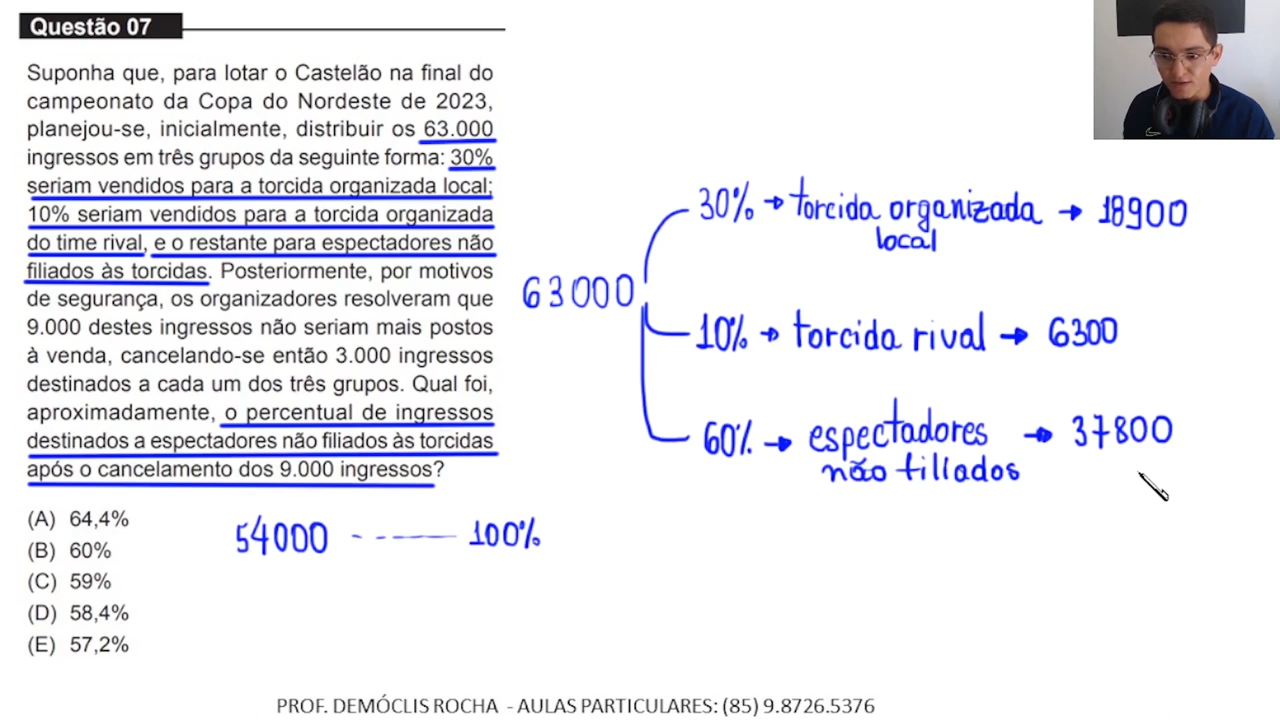 Questão 07
Suponha que, para lotar o Castelão na final do
campeonato da Copa do Nordeste de 2023,
planejou-se, inicialmente, distribuir os 63.000
ingressos em três grupos da seguinte forma: 30%
seriam vendidos para a torcida organizada local;
10% seriam vendidos para a torcida organizada
do time rival, e o restante para espectadores não
filiados às torcidas. Posteriormente, por motivos
de segurança, os organizadores resolveram que
9.000 destes ingressos não seriam mais postos
à venda, cancelando-se então 3.000 ingressos
destinados a cada um dos três grupos. Qual foi,
aproximadamente, o percentual de ingressos
destinados a espectadores não filiados às torcidas
após o cancelamento dos 9.000 ingressos?
(A) 64,4%
(B) 60%
(C) 59%
(D) 58,4%
(E) 57,2%
54000 ---- 100%
63000
30% → torcida organizada → 18900
local
10% → torcida rival → 6300
60% → espectadores → 37800
não filiados
PROF. DEMÓCLIS ROCHA - AULAS PARTICULARES: (85) 9.8726.5376